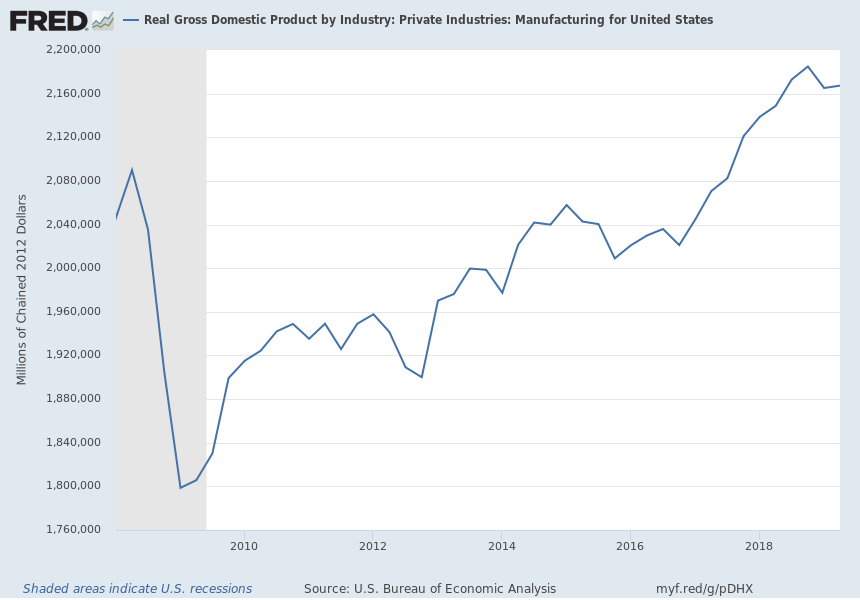 FRED
Real Gross Domestic Product by Industry: Private Industries: Manufacturing for United States
2,200,000
2,160,000
2,120,000
2,080,000
2,040,000
2,000,000
1,960,000
1,920,000
1,880,000
1,840,000
1,800,000
1,760,000
Millions of Chained 2012 Dollars
2010 2012 2014 2016 2018
Shaded areas indicate U.S. recessions Source: U.S. Bureau of Economic Analysis myf.red/g/pDHX